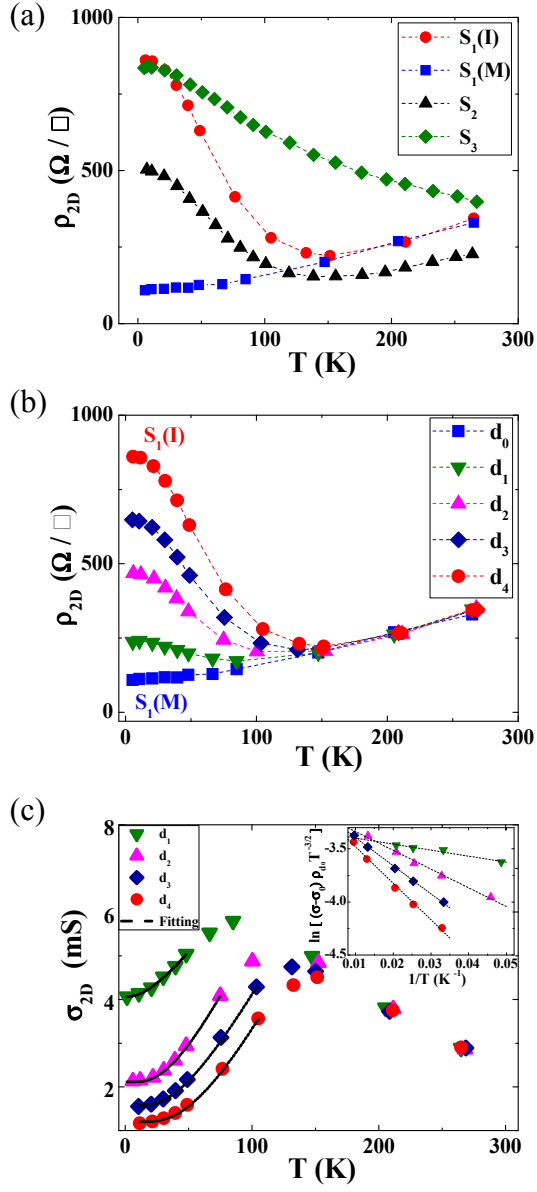 (a)
1000
500
0
ρ2D (Ω / □)
S1(I)
S1(M)
S2
S3
0 100 200 300
T (K)
(b)
1000
500
0
ρ2D (Ω / □)
S1(I)
S1(M)
d0
d1
d2
d3
d4
0 100 200 300
T (K)
(c)
8
6
4
2
σ2D (mS)
d1
d2
d3
d4
Fitting
ln [ (σ-σ0) ρd0 T-3/2 ]
-3.5
-4.0
-4.5
0.01 0.02 0.03 0.04 0.05
1/T (K-1)
0 100 200 300
T (K)